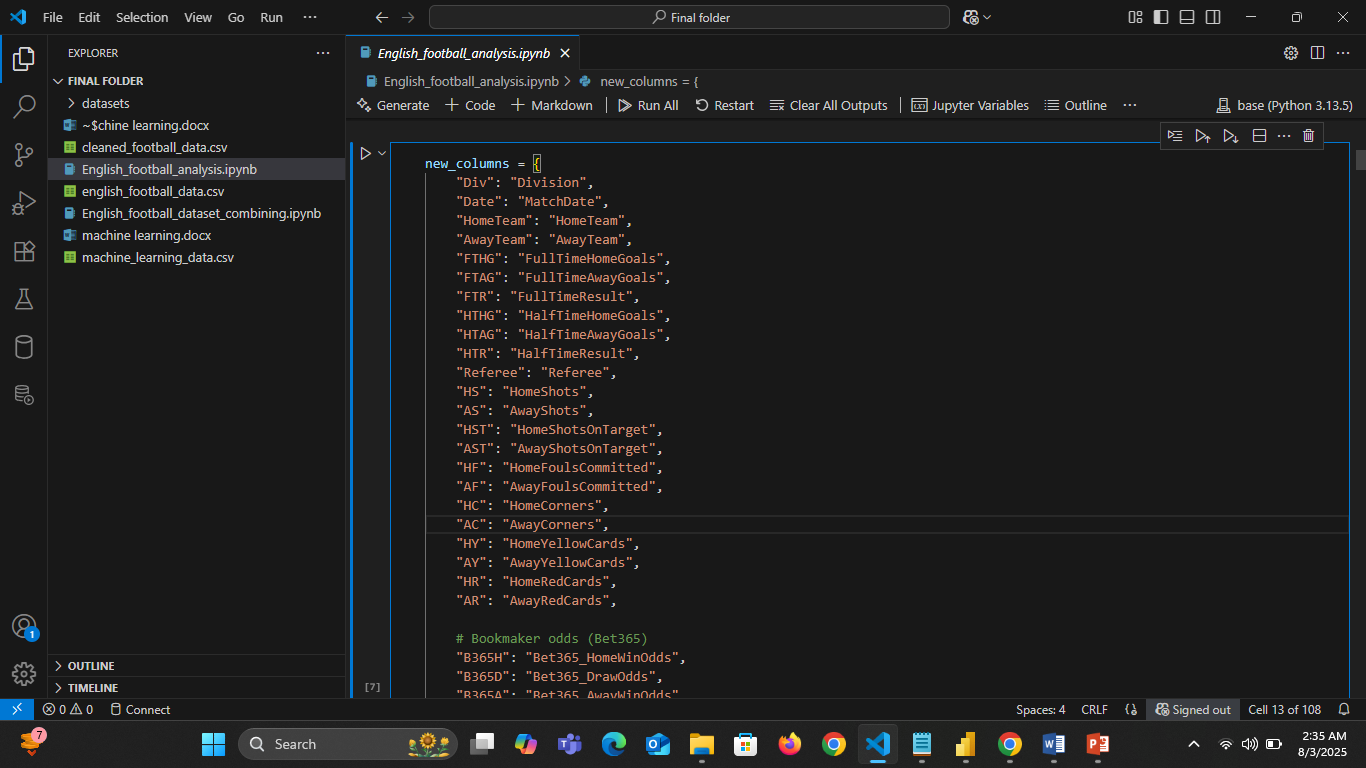 File Edit Selection View Go Run ···
Final folder
EXPLORER
FINAL FOLDER
datasets
~$chine learning.docx
cleaned_football_data.csv
English_football_analysis.ipynb
english_football_data.csv
English_football_dataset_combining.ipynb
machine learning.docx
machine_learning_data.csv
OUTLINE
TIMELINE
1
English_football_analysis.ipynb
English_football_analysis.ipynb > new_columns = {
Generate + Code + Markdown Run All Restart Clear All Outputs Jupyter Variables Outline ··· base (Python 3.13.5)
new_columns = {
"Div": "Division",
"Date": "MatchDate",
"HomeTeam": "HomeTeam",
"AwayTeam": "AwayTeam",
"FTHG": "FullTimeHomeGoals",
"FTAG": "FullTimeAwayGoals",
"FTR": "FullTimeResult",
"HTHG": "HalfTimeHomeGoals",
"HTAG": "HalfTimeAwayGoals",
"HTR": "HalfTimeResult",
"Referee": "Referee",
"HS": "HomeShots",
"AS": "AwayShots",
"HST": "HomeShotsOnTarget",
"AST": "AwayShotsOnTarget",
"HF": "HomeFoulsCommitted",
"AF": "AwayFoulsCommitted",
"HC": "HomeCorners",
"AC": "AwayCorners",
"HY": "HomeYellowCards",
"AY": "AwayYellowCards",
"HR": "HomeRedCards",
"AR": "AwayRedCards",
# Bookmaker odds (Bet365)
"B365H": "Bet365_HomeWinOdds",
"B365D": "Bet365_DrawOdds",
"B365A": "Bet365_AwayWinOdds"
[7]
0 0 Connect
Spaces: 4 CRLF Signed out Cell 13 of 108
7
Search
2:35 AM
8/3/2025